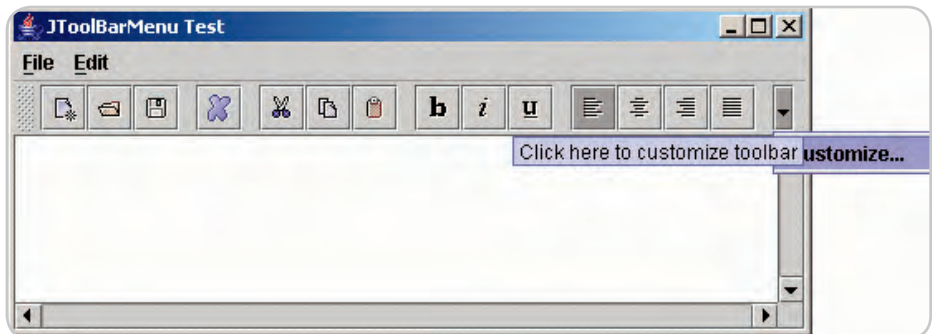 JToolBarMenu Test
File Edit
b i u
Click here to customize toolbar ustomize...